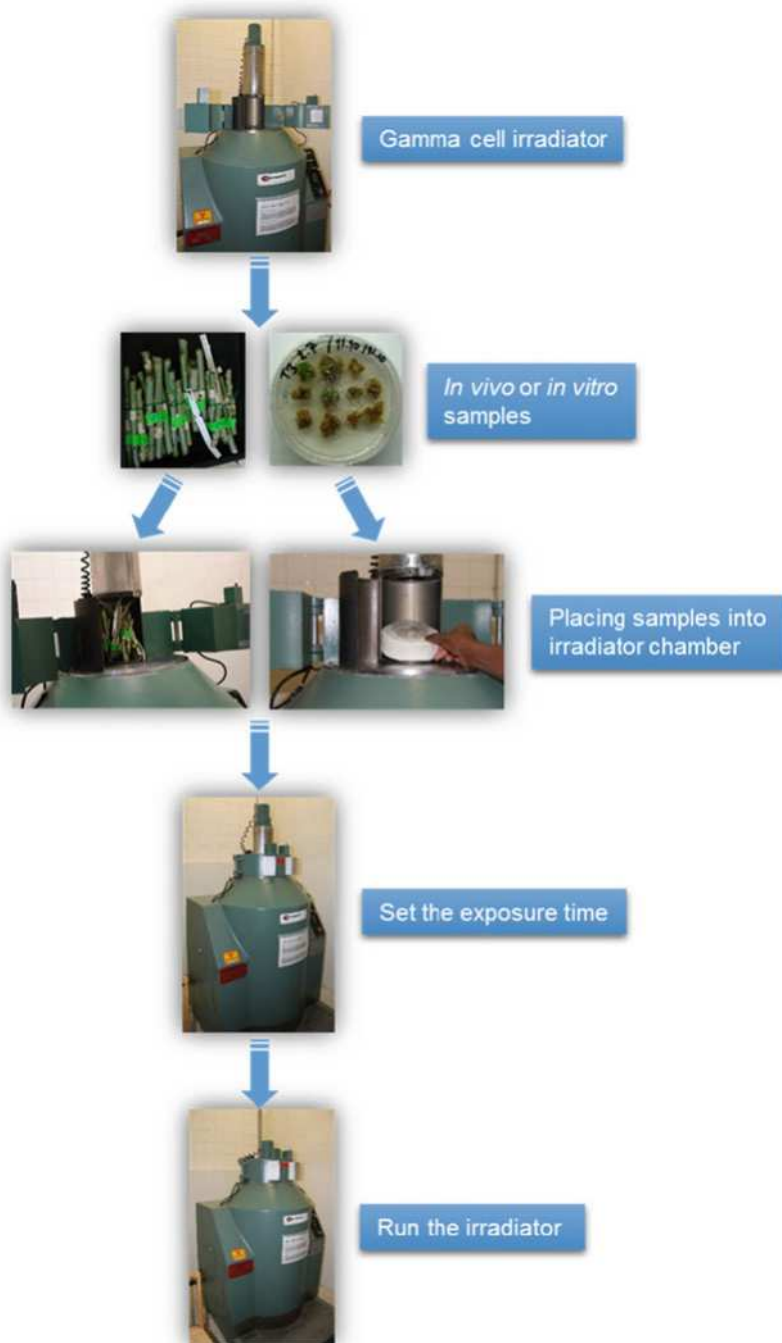 Gamma cell irradiator
In vivo or in vitro
samples
Placing samples into
irradiator chamber
Set the exposure time
Run the irradiator